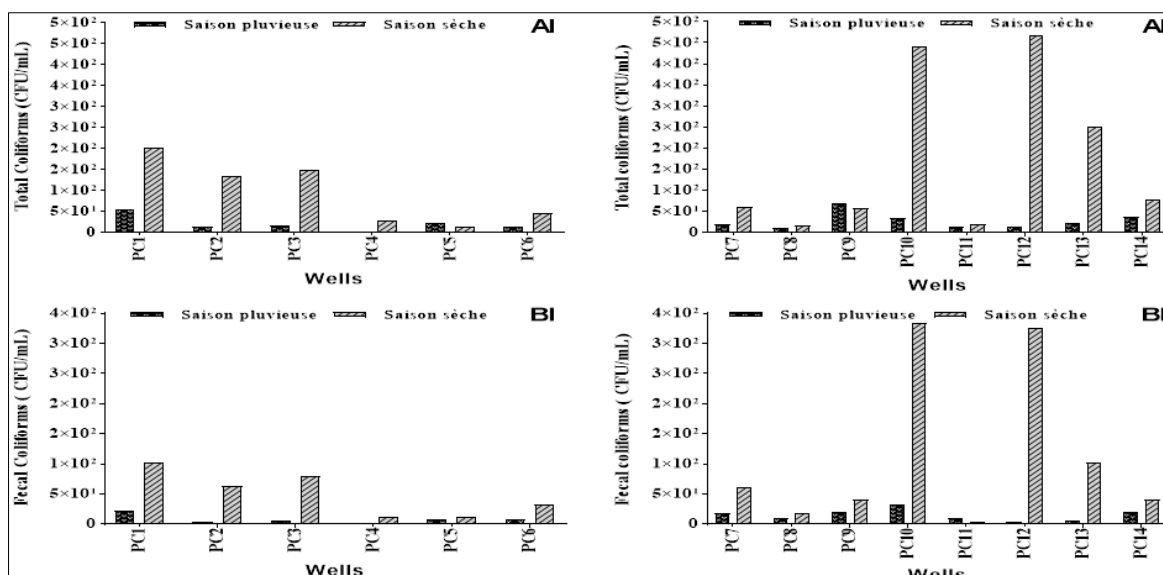 Saison pluvieuse Saison sèche AI
Total Coliforms (CFU/mL)
5×10²
5×10²
4×10²
4×10²
3×10²
3×10²
2×10²
2×10²
1×10²
5×10¹
0
PC1 PC2 PC3 PC4 PC5 PC6
Wells
Saison pluvieuse Saison sèche
Total coliforms (CFU/mL)
5×10²
5×10²
4×10²
4×10²
3×10²
3×10²
2×10²
2×10²
1×10²
5×10¹
0
PC7 PC8 PC9 PC10 PC11 PC12 PC13 PC14
Wells
Saison pluvieuse Saison sèche BI
Fecal Coliforms ( CFU/mL)
4×10²
3×10²
3×10²
2×10²
2×10²
1×10²
5×10¹
0
PC1 PC2 PC3 PC4 PC5 PC6
Wells
Saison pluvieuse Saison sèche
Fecal coliforms ( CFU/mL)
4×10²
3×10²
3×10²
2×10²
2×10²
1×10²
5×10¹
0
PC7 PC8 PC9 PC10 PC11 PC12 PC13 PC14
Wells